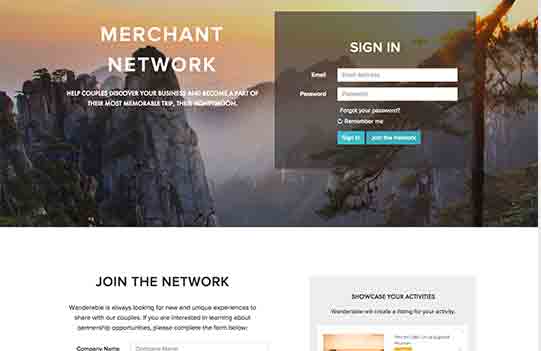 MERCHANT
NETWORK
HELP COUPLES DISCOVER YOUR BUSINESS AND BECOME A PART OF
THEIR MOST MEMORABLE TRIP, THEIR HONEYMOON.
SIGN IN
Email Email Address
Password Password
Forgot your password?
Remember me
Sign In Join the Network
JOIN THE NETWORK
Wanderable is always looking for new and unique experiences to
share with our couples. If you are interested in learning about
partnership opportunities, please complete the form below:
Company Name Company Name
SHOWCASE YOUR ACTIVITIES
Wanderable will create a listing for your activity.